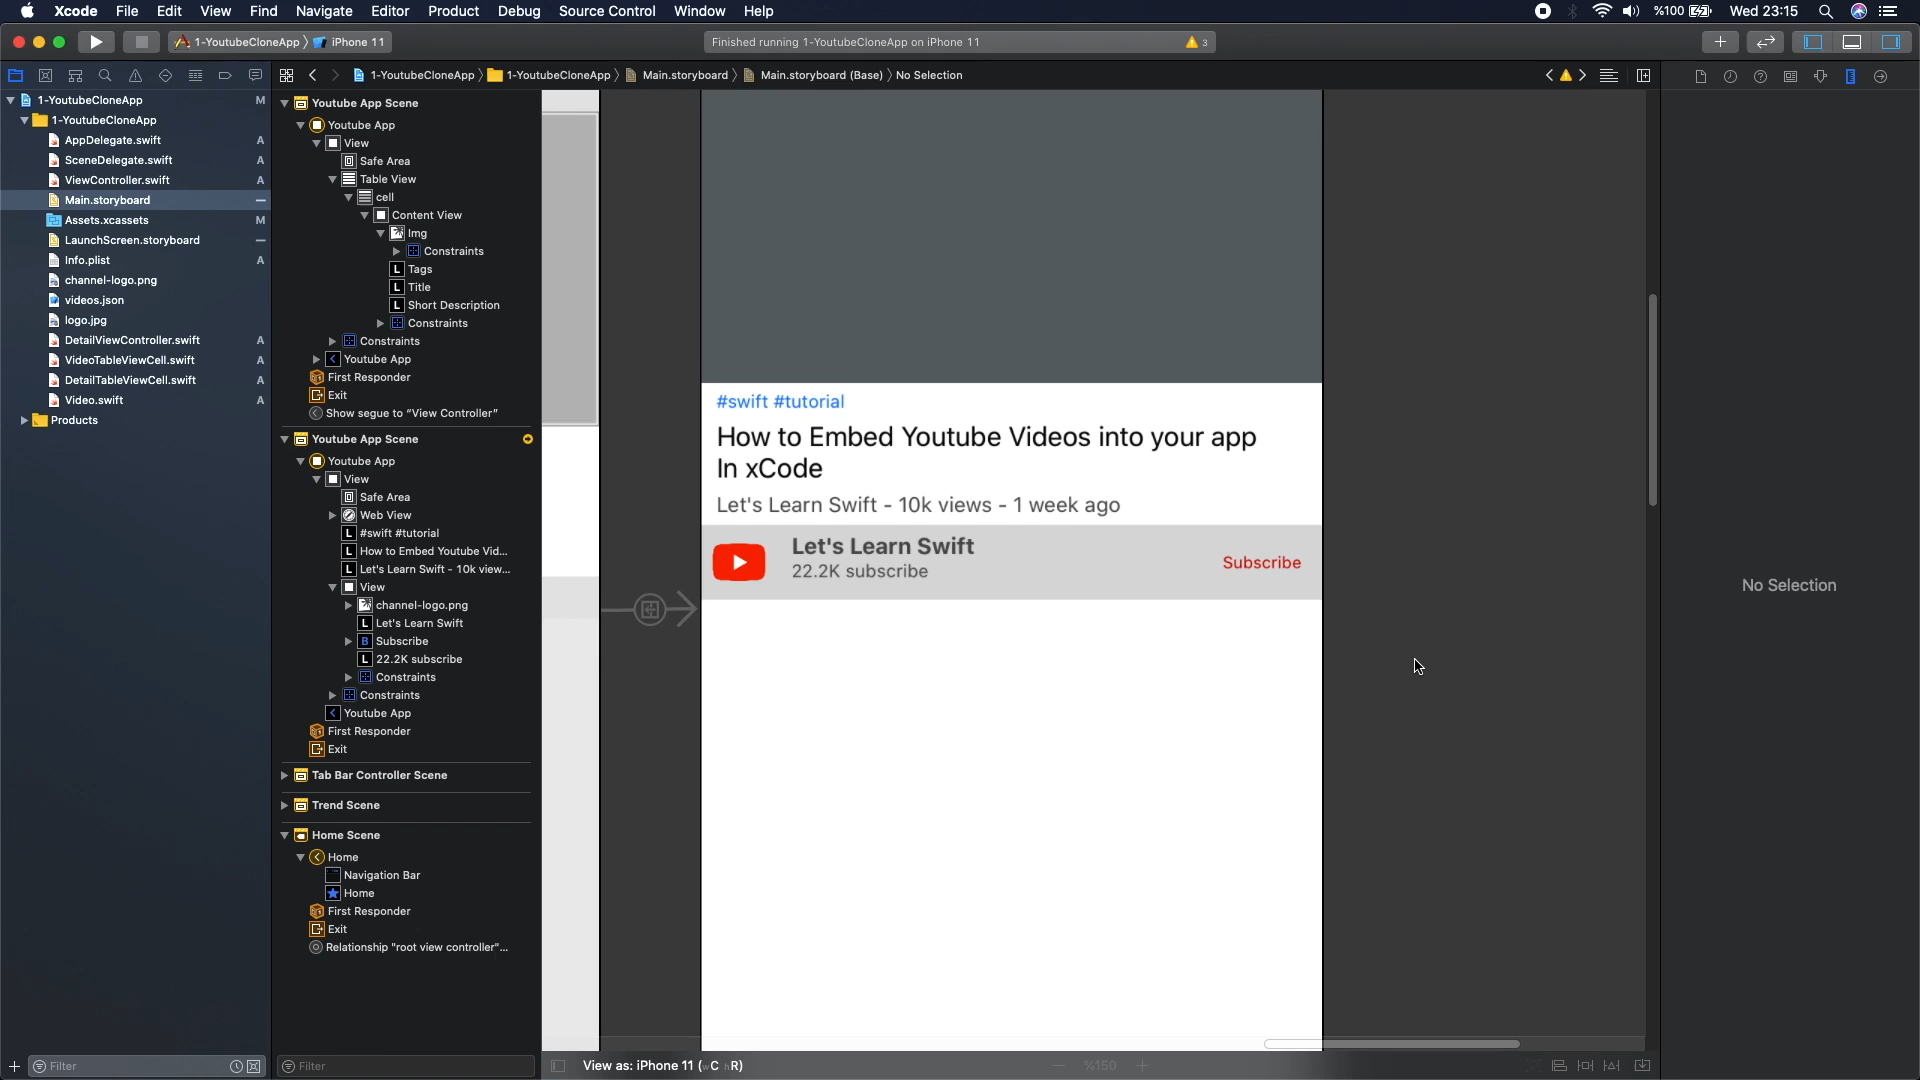 Xcode File Edit View Find Navigate Editor Product Debug Source Control Window Help
%100 Wed 23:15
1-YoutubeCloneApp iPhone 11
Finished running 1-YoutubeCloneApp on iPhone 11
3
1-YoutubeCloneApp 1-YoutubeCloneApp Main.storyboard Main.storyboard (Base) No Selection
1-YoutubeCloneApp M
1-YoutubeCloneApp
AppDelegate.swift A
SceneDelegate.swift A
ViewController.swift A
Main.storyboard
Assets.xcassets M
LaunchScreen.storyboard
Info.plist A
channel-logo.png
videos.json
logo.jpg
DetailViewController.swift A
VideoTableViewCell.swift A
DetailTableViewCell.swift A
Video.swift A
Products
Filter
Youtube App Scene
Youtube App
View
Safe Area
Table View
cell
Content View
Img
Constraints
L Tags
L Title
L Short Description
Constraints
Constraints
Youtube App
First Responder
Exit
Show segue to “View Controller”
Youtube App Scene
Youtube App
View
Safe Area
Web View
L #swift #tutorial
L How to Embed Youtube Vid...
L Let's Learn Swift - 10k view...
View
channel-logo.png
L Let's Learn Swift
B Subscribe
L 22.2K subscribe
Constraints
Constraints
Youtube App
First Responder
Exit
Tab Bar Controller Scene
Trend Scene
Home Scene
Home
Navigation Bar
Home
First Responder
Exit
Relationship "root view controller"...
Filter
#swift #tutorial
How to Embed Youtube Videos into your app
In xCode
Let's Learn Swift - 10k views - 1 week ago
Let's Learn Swift
22.2K subscribe
Subscribe
View as: iPhone 11 (wC hR)
%150
No Selection